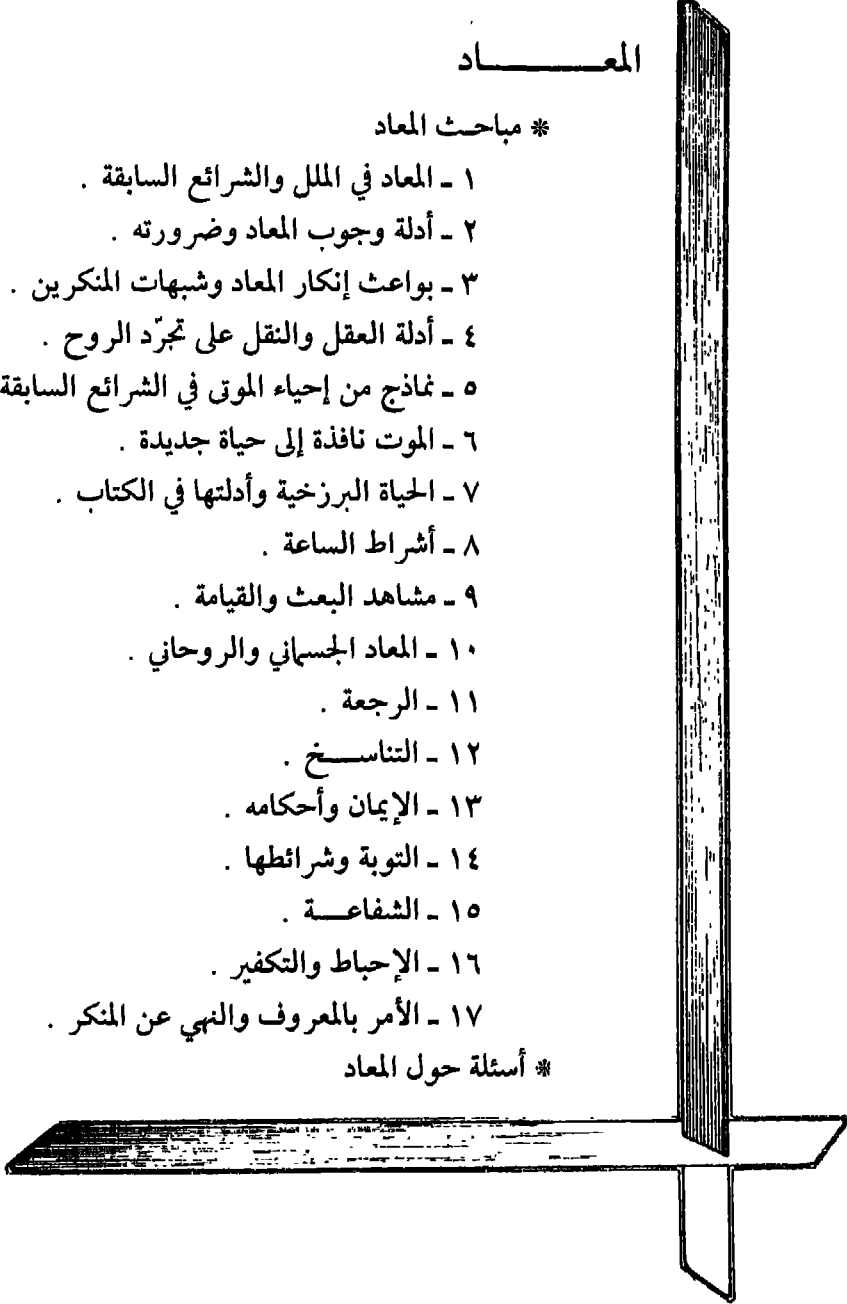 المعـــــــاد
* مباحـث المعاد
١ - المعاد في الملل والشرائع السابقة .
٢ - أدلة وجوب المعاد وضرورته .
٣ - بواعث إنكار المعاد وشبهات المنكرين .
٤ - أدلة العقل والنقل على تجرّد الروح .
٥ - نماذج من إحياء الموتى في الشرائع السابقة
٦ - الموت نافذة إلى حياة جديدة .
٧ - الحياة البرزخية وأدلتها في الكتاب .
٨ - أشراط الساعة .
٩ - مشاهد البعث والقيامة .
١٠ - المعاد الجسماني والروحاني .
١١ - الرجعة .
١٢ - التناســـخ .
١٣ - الإيمان وأحكامه .
١٤ - التوبة وشرائطها .
١٥ - الشفاعـــة .
١٦ - الإحباط والتكفير .
١٧ - الأمر بالمعروف والنهي عن المنكر .
* أسئلة حول المعاد